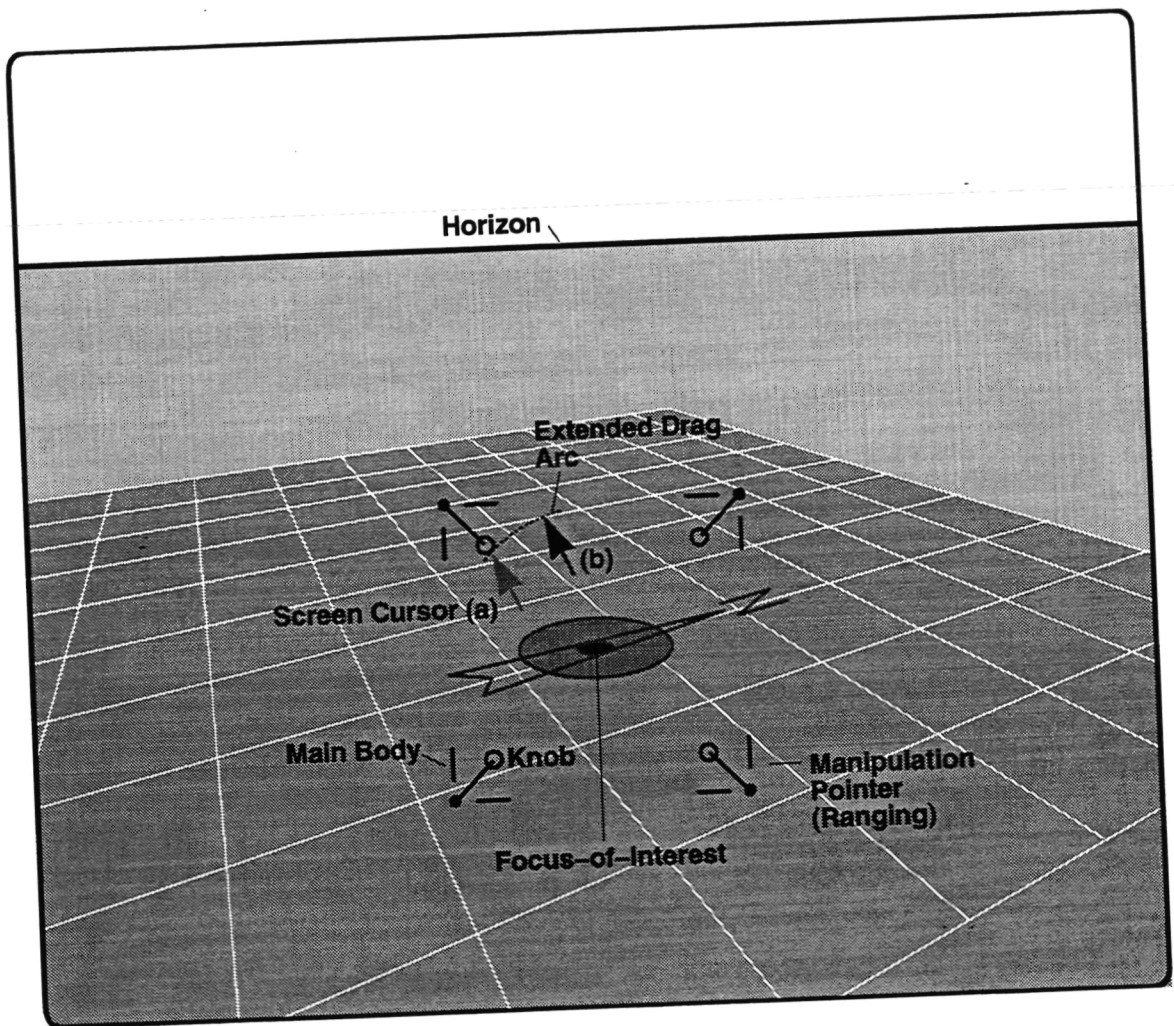 Horizon
Extended Drag
Arc
(b)
Screen Cursor (a)
Main Body
Knob
Manipulation
Pointer
(Ranging)
Focus–of–Interest